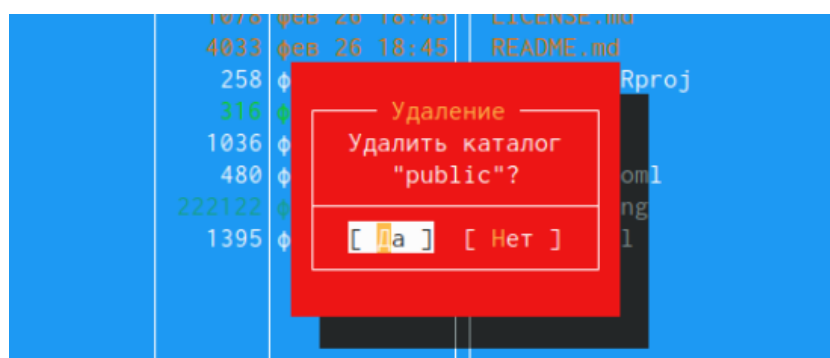 1078 фев 26 18:45 LICENSE.md
4033 фев 26 18:45 README.md
258 ф Rproj
316
Удаление
1036 ф Удалить каталог
480 ф "public"? oml
222122 ng
1395 ф [ Да ] [ Нет ] l